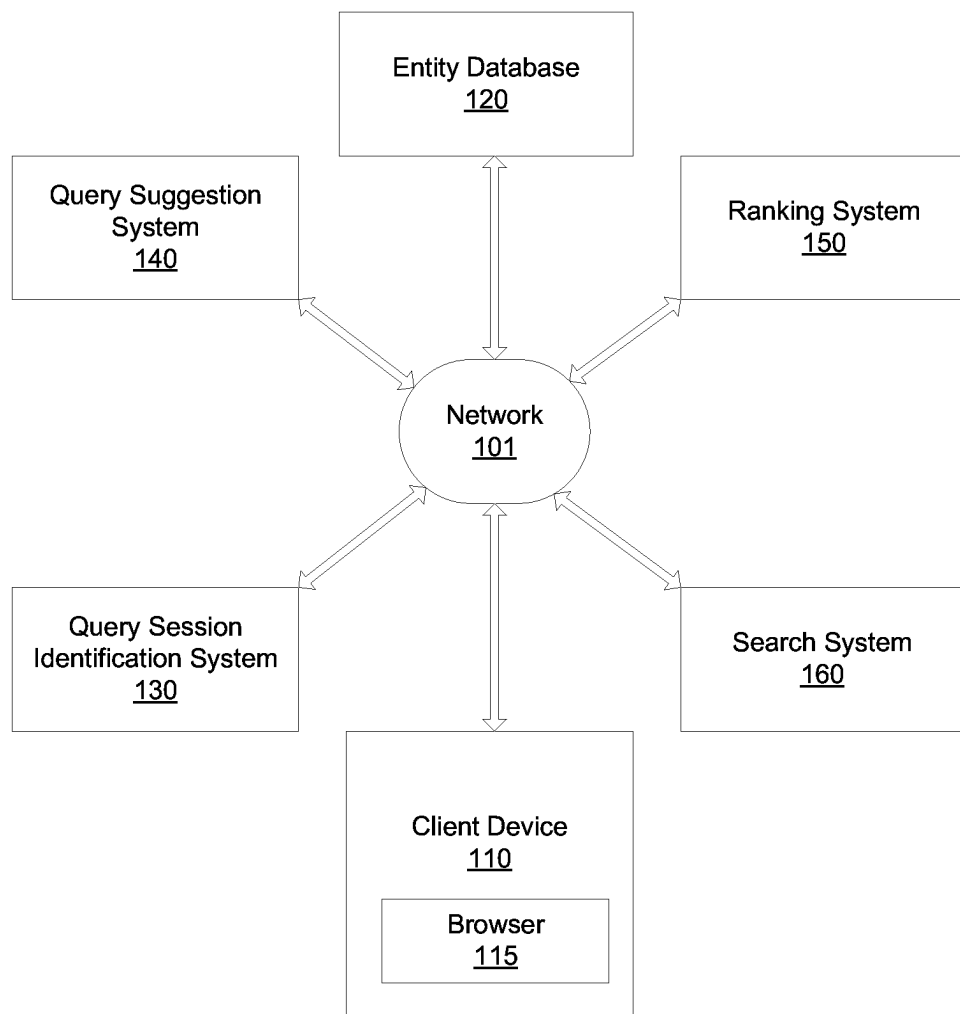 Entity Database
120
Query Suggestion
System
140
Ranking System
150
Network
101
Query Session
Identification System
130
Search System
160
Client Device
110
Browser
115